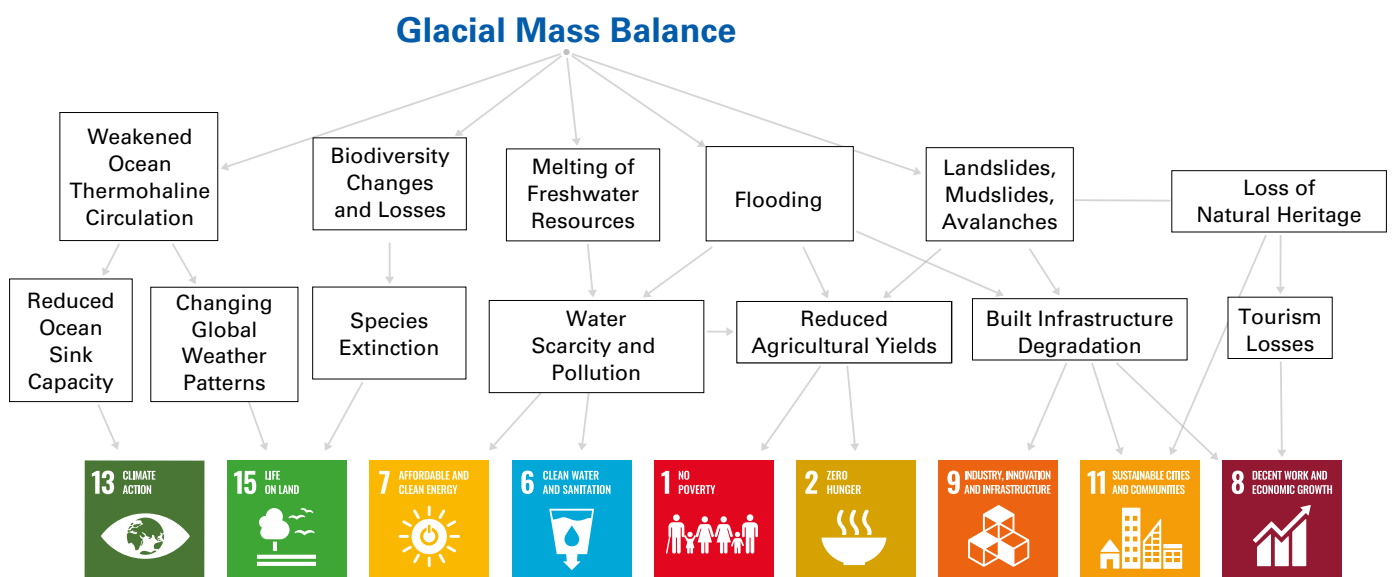 Glacial Mass Balance
Weakened
Ocean
Thermohaline
Circulation
Biodiversity
Changes
and Losses
Melting of
Freshwater
Resources
Flooding
Landslides,
Mudslides,
Avalanches
Loss of
Natural Heritage
Reduced
Ocean
Sink
Capacity
Changing
Global
Weather
Patterns
Species
Extinction
Water
Scarcity and
Pollution
Reduced
Agricultural Yields
Built Infrastructure
Degradation
Tourism
Losses
13 CLIMATE
ACTION
15 LIFE
ON LAND
7 AFFORDABLE AND
CLEAN ENERGY
6 CLEAN WATER
AND SANITATION
1 NO
POVERTY
2 ZERO
HUNGER
9 INDUSTRY, INNOVATION
AND INFRASTRUCTURE
11 SUSTAINABLE CITIES
AND COMMUNITIES
8 DECENT WORK AND
ECONOMIC GROWTH